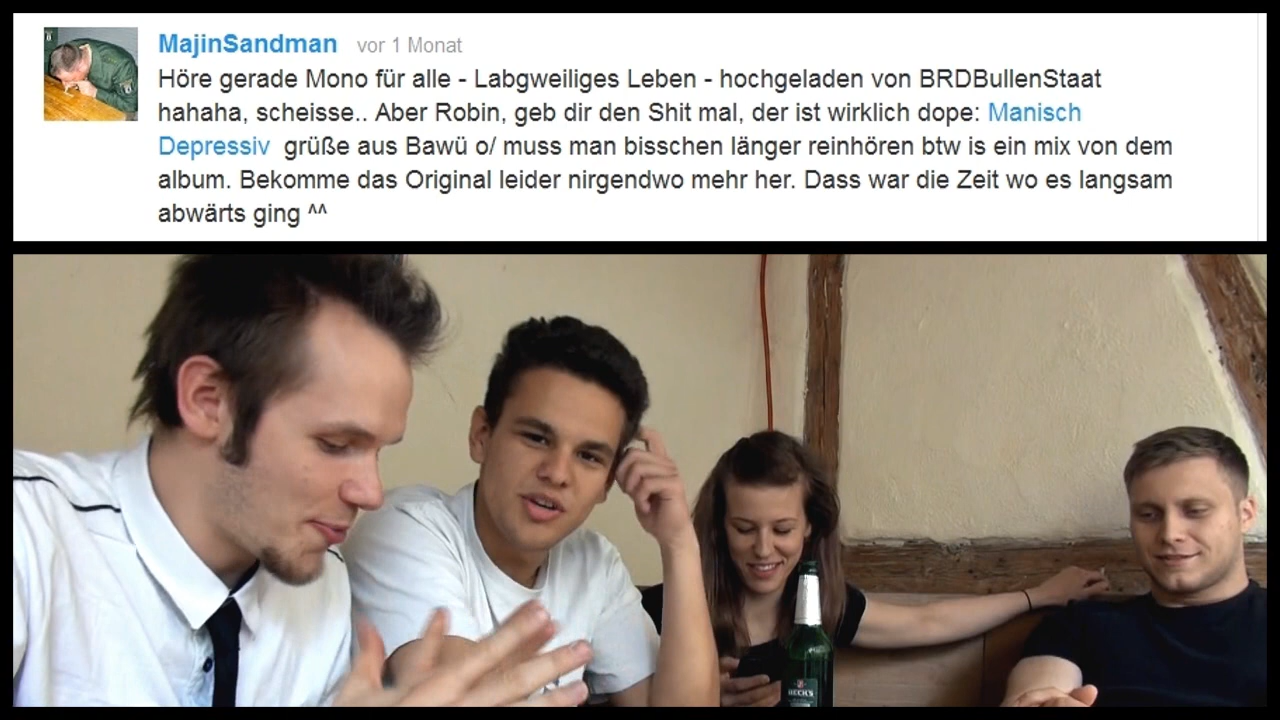 MajinSandman vor 1 Monat
Höre gerade Mono für alle - Labgweiliges Leben - hochgeladen von BRDBullenStaat
hahaha, scheisse.. Aber Robin, geb dir den Shit mal, der ist wirklich dope: Manisch
Depressiv grüße aus Bawü o/ muss man bisschen länger reinhören btw is ein mix von dem
album. Bekomme das Original leider nirgendwo mehr her. Dass war die Zeit wo es langsam
abwärts ging ^^
BECK'S